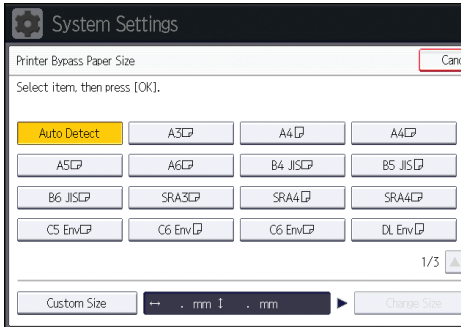 System Settings
Printer Bypass Paper Size
Canc
Select item, then press [OK].
Auto Detect A3 A4 A4
A5 A6 B4 JIS B5 JIS
B6 JIS SRA3 SRA4 SRA4
C5 Env C6 Env C6 Env DL Env
1/3
Custom Size ↔ . mm ↕ . mm Change Size